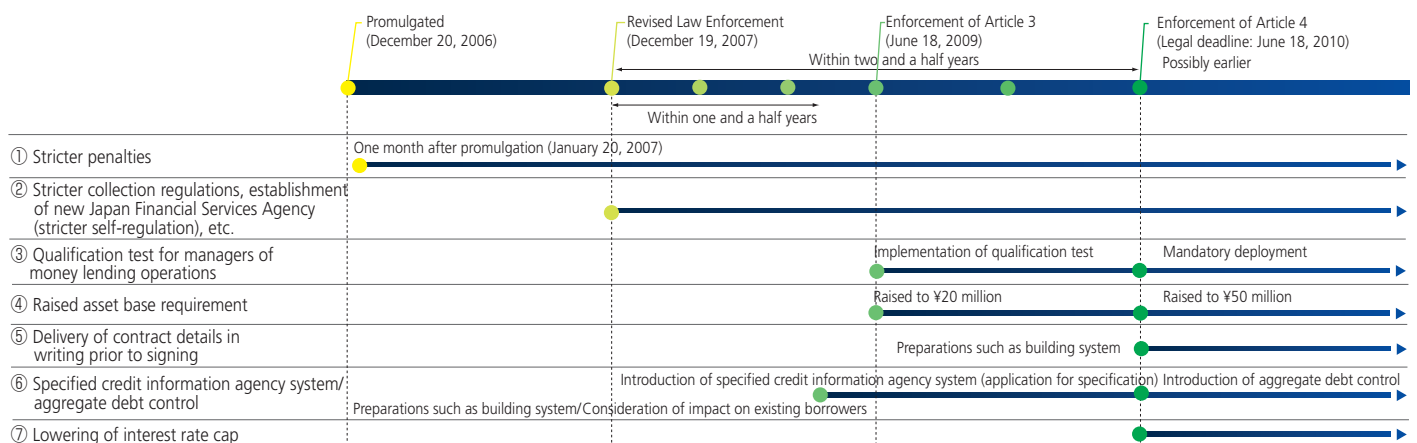 Promulgated
(December 20, 2006)
Revised Law Enforcement
(December 19, 2007)
Enforcement of Article 3
(June 18, 2009)
Enforcement of Article 4
(Legal deadline: June 18, 2010)
Possibly earlier
Within two and a half years
Within one and a half years
① Stricter penalties
One month after promulgation (January 20, 2007)
② Stricter collection regulations, establishment
of new Japan Financial Services Agency
(stricter self-regulation), etc.
③ Qualification test for managers of
money lending operations
Implementation of qualification test
Mandatory deployment
④ Raised asset base requirement
Raised to ¥20 million
Raised to ¥50 million
⑤ Delivery of contract details in
writing prior to signing
Preparations such as building system
⑥ Specified credit information agency system/
aggregate debt control
Introduction of specified credit information agency system (application for specification)
Introduction of aggregate debt control
Preparations such as building system/Consideration of impact on existing borrowers
⑦ Lowering of interest rate cap